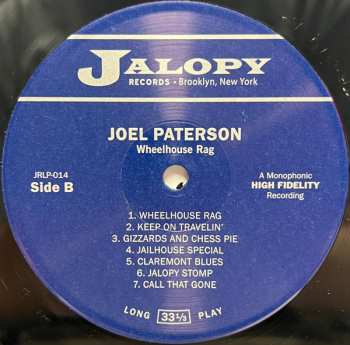 JALOPY
RECORDS • Brooklyn, New York
JOEL PATERSON
Wheelhouse Rag
JRLP-014
Side B
A Monophonic
HIGH FIDELITY
Recording
1. WHEELHOUSE RAG
2. KEEP ON TRAVELIN'
3. GIZZARDS AND CHESS PIE
4. JAILHOUSE SPECIAL
5. CLAREMONT BLUES
6. JALOPY STOMP
7. CALL THAT GONE
LONG 33 1/3 PLAY